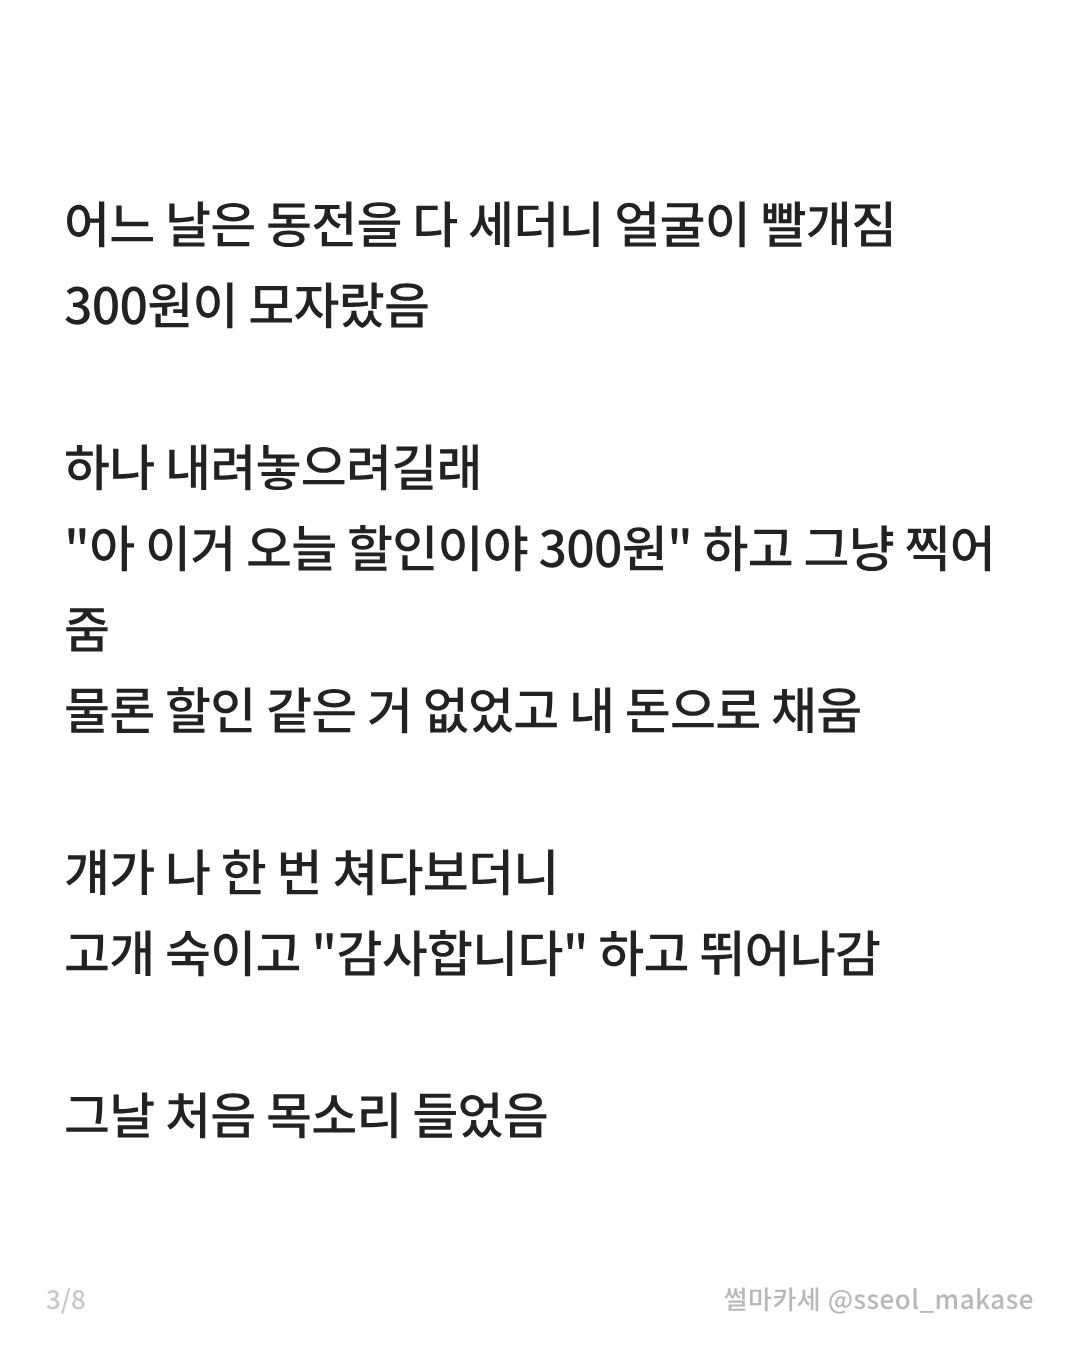 어느 날은 동전을 다 세더니 얼굴이 빨개짐
300원이 모자랐음
하나 내려놓으려길래
"아 이거 오늘 할인이야 300원" 하고 그냥 찍어
줌
물론 할인 같은 거 없었고 내 돈으로 채움
걔가 나 한 번 쳐다보더니
고개 숙이고 "감사합니다" 하고 뛰어나감
그날 처음 목소리 들었음
3/8
썰마카세 @sseol_makase